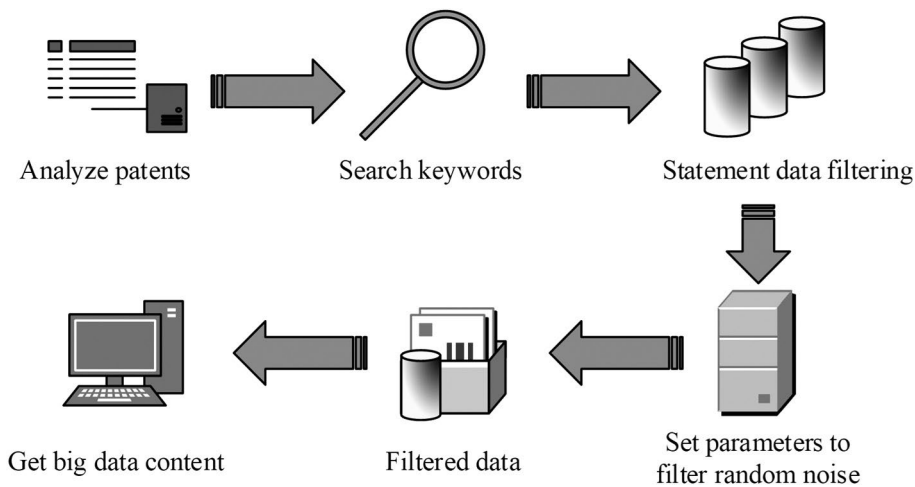 Analyze patents
Search keywords
Statement data filtering
Set parameters to
filter random noise
Filtered data
Get big data content